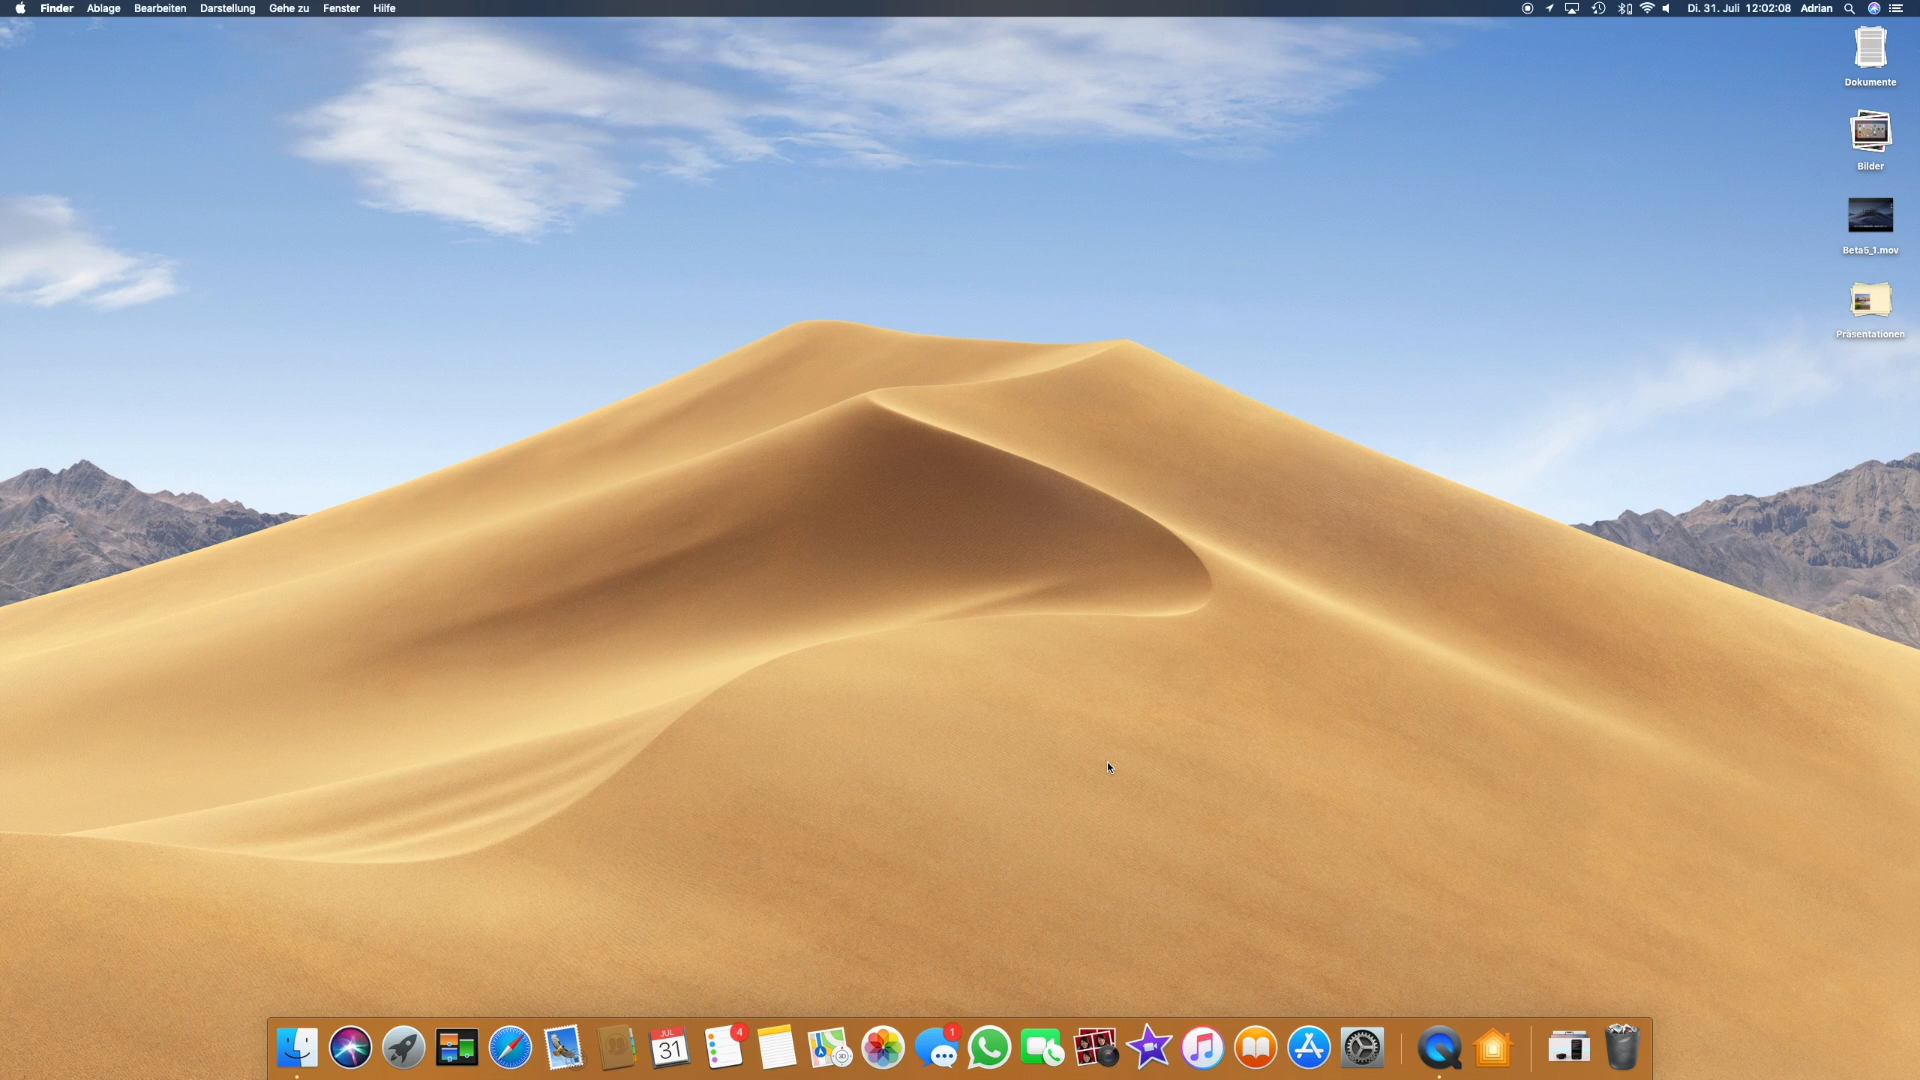 Finder Ablage Bearbeiten Darstellung Gehe zu Fenster Hilfe Di. 31. Juli 12:02:08 Adrian
Dokumente
Bilder
Beta5_1.mov
Präsentationen
JUL
31
4
3D
1